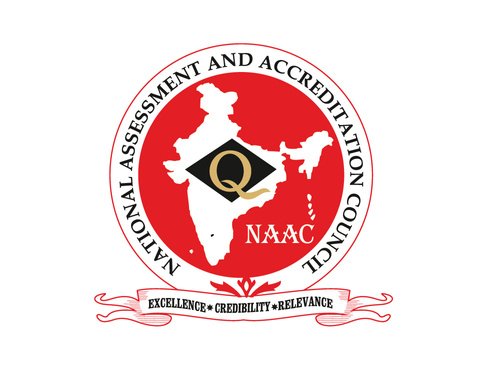 NATIONAL ASSESSMENT AND ACCREDITATION COUNCIL
Q
NAAC
EXCELLENCE * CREDIBILITY * RELEVANCE